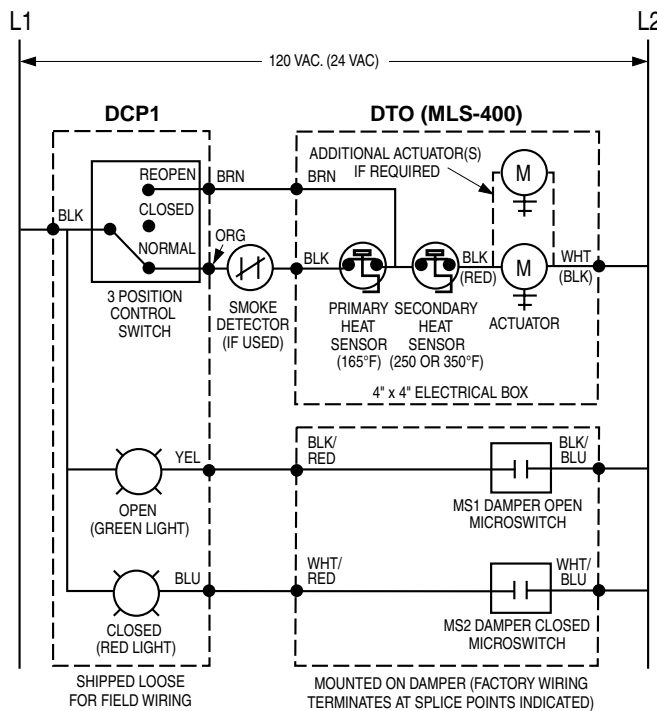 L1
L2
120 VAC. (24 VAC)
DCP1
DTO (MLS-400)
REOPEN
BRN
BRN
ADDITIONAL ACTUATOR(S)
IF REQUIRED
M
BLK
CLOSED
NORMAL
ORG
BLK
BLK
(RED)
M
WHT
(BLK)
3 POSITION
CONTROL
SWITCH
SMOKE
DETECTOR
(IF USED)
PRIMARY
HEAT
SENSOR
(165°F)
SECONDARY
HEAT
SENSOR
(250 OR 350°F)
ACTUATOR
4" x 4" ELECTRICAL BOX
YEL
BLK/
RED
BLK/
BLU
OPEN
(GREEN LIGHT)
MS1 DAMPER OPEN
MICROSWITCH
BLU
WHT/
RED
WHT/
BLU
CLOSED
(RED LIGHT)
MS2 DAMPER CLOSED
MICROSWITCH
SHIPPED LOOSE
FOR FIELD WIRING
MOUNTED ON DAMPER (FACTORY WIRING
TERMINATES AT SPLICE POINTS INDICATED)